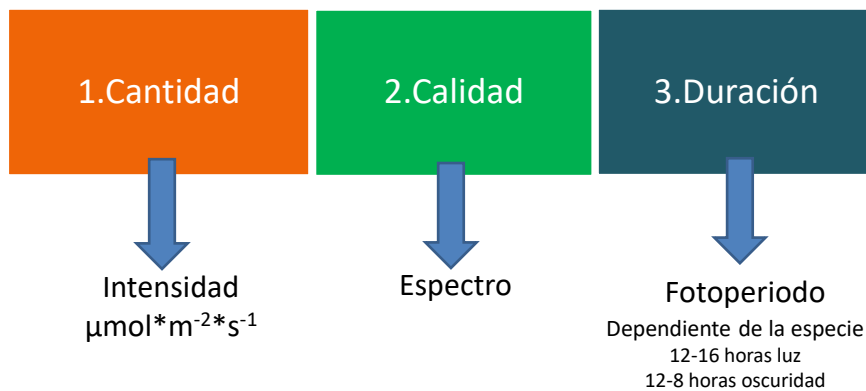 1.Cantidad
2.Calidad
3.Duración
Intensidad
µmol*m⁻²*s⁻¹
Espectro
Fotoperiodo
Dependiente de la especie
12-16 horas luz
12-8 horas oscuridad